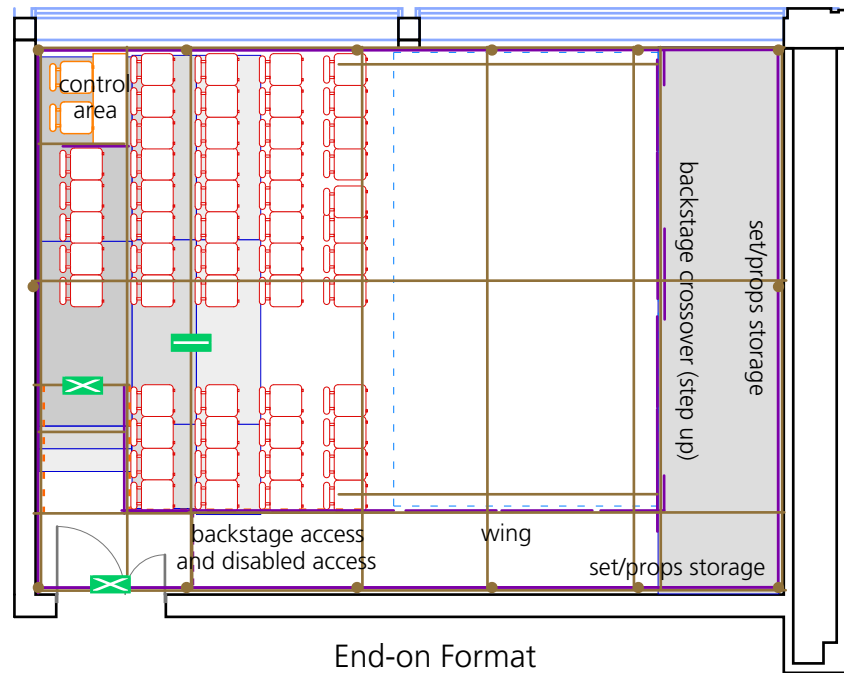 control
area
backstage crossover (step up)
set/props storage
backstage access
and disabled access
wing
set/props storage
End-on Format